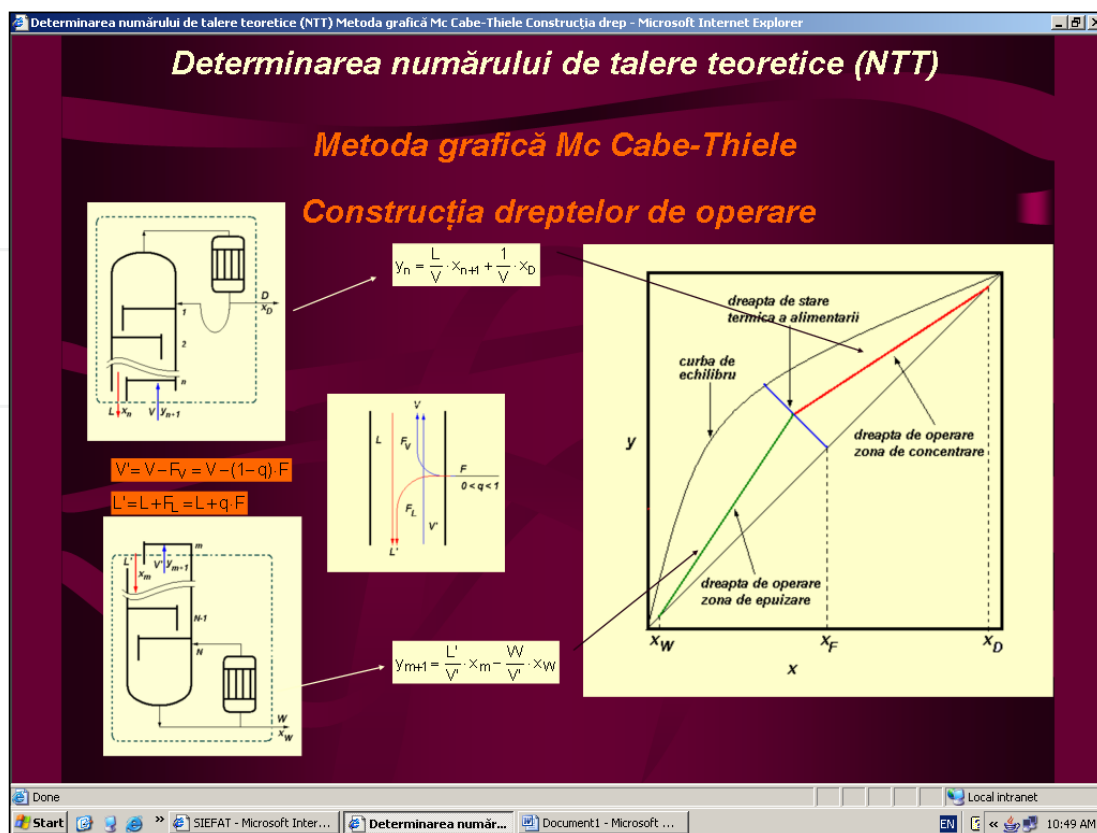 Determinarea numărului de talere teoretice (NTT) Metoda grafică Mc Cabe-Thiele Construcția drep - Microsoft Internet Explorer
Determinarea numărului de talere teoretice (NTT)
Metoda grafică Mc Cabe-Thiele
Construcția dreptelor de operare
D
x_D
1
2
n
L x_n V y_{n+1}
y_n = L/V · x_{n+1} + 1/V · x_D
V' = V – F_V = V – (1– q)·F
L' = L + F_L = L + q·F
V
L
F_V
F
0 < q < 1
F_L
V'
L'
m
L' x_m V' y_{m+1}
N-1
N
W
x_W
y_{m+1} = L'/V' · x_m – W/V' · x_W
dreapta de stare
termica a alimentarii
curba de
echilibru
y
dreapta de operare
zona de concentrare
dreapta de operare
zona de epuizare
x_W x_F x_D
x
Done
Local intranet
Start
»
SIEFAT - Microsoft Inter...
Determinarea număr...
Document1 - Microsoft ...
EN
«
10:49 AM